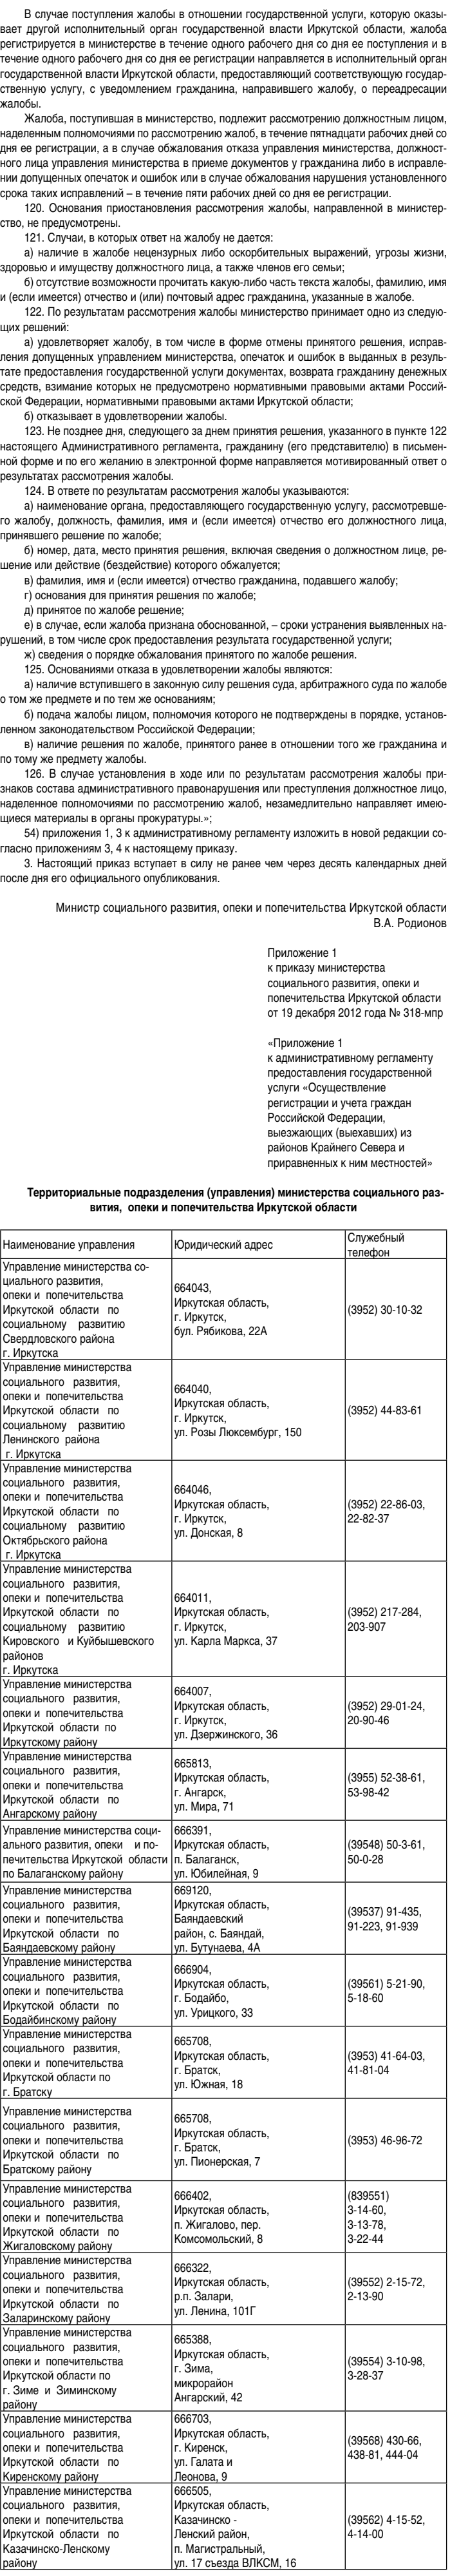 В случае поступления жалобы в отношении государственной услуги, которую оказы-
вает другой исполнительный орган государственной власти Иркутской области, жалоба
регистрируется в министерстве в течение одного рабочего дня со дня ее поступления и в
течение одного рабочего дня со дня ее регистрации направляется в исполнительный орган
государственной власти Иркутской области, предоставляющий соответствующую государ-
ственную услугу, с уведомлением гражданина, направившего жалобу, о переадресации
жалобы.
Жалоба, поступившая в министерство, подлежит рассмотрению должностным лицом,
наделенным полномочиями по рассмотрению жалоб, в течение пятнадцати рабочих дней со
дня ее регистрации, а в случае обжалования отказа управления министерства, должност-
ного лица управления министерства в приеме документов у гражданина либо в исправле-
нии допущенных опечаток и ошибок или в случае обжалования нарушения установленного
срока таких исправлений – в течение пяти рабочих дней со дня ее регистрации.
120. Основания приостановления рассмотрения жалобы, направленной в министер-
ство, не предусмотрены.
121. Случаи, в которых ответ на жалобу не дается:
а) наличие в жалобе нецензурных либо оскорбительных выражений, угрозы жизни,
здоровью и имуществу должностного лица, а также членов его семьи;
б) отсутствие возможности прочитать какую-либо часть текста жалобы, фамилию, имя
и (если имеется) отчество и (или) почтовый адрес гражданина, указанные в жалобе.
122. По результатам рассмотрения жалобы министерство принимает одно из следую-
щих решений:
а) удовлетворяет жалобу, в том числе в форме отмены принятого решения, исправ-
ления допущенных управлением министерства, опечаток и ошибок в выданных в резуль-
тате предоставления государственной услуги документах, возврата гражданину денежных
средств, взимание которых не предусмотрено нормативными правовыми актами Россий-
ской Федерации, нормативными правовыми актами Иркутской области;
б) отказывает в удовлетворении жалобы.
123. Не позднее дня, следующего за днем принятия решения, указанного в пункте 122
настоящего Административного регламента, гражданину (его представителю) в письмен-
ной форме и по его желанию в электронной форме направляется мотивированный ответ о
результатах рассмотрения жалобы.
124. В ответе по результатам рассмотрения жалобы указываются:
а) наименование органа, предоставляющего государственную услугу, рассмотревше-
го жалобу, должность, фамилия, имя и (если имеется) отчество его должностного лица,
принявшего решение по жалобе;
б) номер, дата, место принятия решения, включая сведения о должностном лице, ре-
шение или действие (бездействие) которого обжалуется;
в) фамилия, имя и (если имеется) отчество гражданина, подавшего жалобу;
г) основания для принятия решения по жалобе;
д) принятое по жалобе решение;
е) в случае, если жалоба признана обоснованной, – сроки устранения выявленных на-
рушений, в том числе срок предоставления результата государственной услуги;
ж) сведения о порядке обжалования принятого по жалобе решения.
125. Основаниями отказа в удовлетворении жалобы являются:
а) наличие вступившего в законную силу решения суда, арбитражного суда по жалобе
о том же предмете и по тем же основаниям;
б) подача жалобы лицом, полномочия которого не подтверждены в порядке, установ-
ленном законодательством Российской Федерации;
в) наличие решения по жалобе, принятого ранее в отношении того же гражданина и
по тому же предмету жалобы.
126. В случае установления в ходе или по результатам рассмотрения жалобы при-
знаков состава административного правонарушения или преступления должностное лицо,
наделенное полномочиями по рассмотрению жалоб, незамедлительно направляет имею-
щиеся материалы в органы прокуратуры.»;
54) приложения 1, 3 к административному регламенту изложить в новой редакции со-
гласно приложениям 3, 4 к настоящему приказу.
3. Настоящий приказ вступает в силу не ранее чем через десять календарных дней
после дня его официального опубликования.
Министр социального развития, опеки и попечительства Иркутской области
В.А. Родионов
Приложение 1
к приказу министерства
социального развития, опеки и
попечительства Иркутской области
от 19 декабря 2012 года № 318-мпр
«Приложение 1
к административному регламенту
предоставления государственной
услуги «Осуществление
регистрации и учета граждан
Российской Федерации,
выезжающих (выехавших) из
районов Крайнего Севера и
приравненных к ним местностей»
Территориальные подразделения (управления) министерства социального раз-
вития, опеки и попечительства Иркутской области
Наименование управления
Юридический адрес
Служебный
телефон
Управление министерства со-
циального развития,
опеки и попечительства
Иркутской области по
социальному развитию
Свердловского района
г. Иркутска
664043,
Иркутская область,
г. Иркутск,
бул. Рябикова, 22А
(3952) 30-10-32
Управление министерства
социального развития,
опеки и попечительства
Иркутской области по
социальному развитию
Ленинского района
г. Иркутска
664040,
Иркутская область,
г. Иркутск,
ул. Розы Люксембург, 150
(3952) 44-83-61
Управление министерства
социального развития,
опеки и попечительства
Иркутской области по
социальному развитию
Октябрьского района
г. Иркутска
664046,
Иркутская область,
г. Иркутск,
ул. Донская, 8
(3952) 22-86-03,
22-82-37
Управление министерства
социального развития,
опеки и попечительства
Иркутской области по
социальному развитию
Кировского и Куйбышевского
районов
г. Иркутска
664011,
Иркутская область,
г. Иркутск,
ул. Карла Маркса, 37
(3952) 217-284,
203-907
Управление министерства
социального развития,
опеки и попечительства
Иркутской области по
Иркутскому району
664007,
Иркутская область,
г. Иркутск,
ул. Дзержинского, 36
(3952) 29-01-24,
20-90-46
Управление министерства
социального развития,
опеки и попечительства
Иркутской области по
Ангарскому району
665813,
Иркутская область,
г. Ангарск,
ул. Мира, 71
(3955) 52-38-61,
53-98-42
Управление министерства соци-
ального развития, опеки и по-
печительства Иркутской области
по Балаганскому району
666391,
Иркутская область,
п. Балаганск,
ул. Юбилейная, 9
(39548) 50-3-61,
50-0-28
Управление министерства
социального развития,
опеки и попечительства
Иркутской области по
Баяндаевскому району
669120,
Иркутская область,
Баяндаевский
район, с. Баяндай,
ул. Бутунаева, 4А
(39537) 91-435,
91-223, 91-939
Управление министерства
социального развития,
опеки и попечительства
Иркутской области по
Бодайбинскому району
666904,
Иркутская область,
г. Бодайбо,
ул. Урицкого, 33
(39561) 5-21-90,
5-18-60
Управление министерства
социального развития,
опеки и попечительства
Иркутской области по
г. Братску
665708,
Иркутская область,
г. Братск,
ул. Южная, 18
(3953) 41-64-03,
41-81-04
Управление министерства
социального развития,
опеки и попечительства
Иркутской области по
Братскому району
665708,
Иркутская область,
г. Братск,
ул. Пионерская, 7
(3953) 46-96-72
Управление министерства
социального развития,
опеки и попечительства
Иркутской области по
Жигаловскому району
666402,
Иркутская область,
п. Жигалово, пер.
Комсомольский, 8
(839551)
3-14-60,
3-13-78,
3-22-44
Управление министерства
социального развития,
опеки и попечительства
Иркутской области по
Заларинскому району
666322,
Иркутская область,
р.п. Залари,
ул. Ленина, 101Г
(39552) 2-15-72,
2-13-90
Управление министерства
социального развития,
опеки и попечительства
Иркутской области по
г. Зиме и Зиминскому
району
665388,
Иркутская область,
г. Зима,
микрорайон
Ангарский, 42
(39554) 3-10-98,
3-28-37
Управление министерства
социального развития,
опеки и попечительства
Иркутской области по
Киренскому району
666703,
Иркутская область,
г. Киренск,
ул. Галата и
Леонова, 9
(39568) 430-66,
438-81, 444-04
Управление министерства
социального развития,
опеки и попечительства
Иркутской области по
Казачинско-Ленскому
району
666505,
Иркутская область,
Казачинско -
Ленский район,
п. Магистральный,
ул. 17 съезда ВЛКСМ, 16
(39562) 4-15-52,
4-14-00